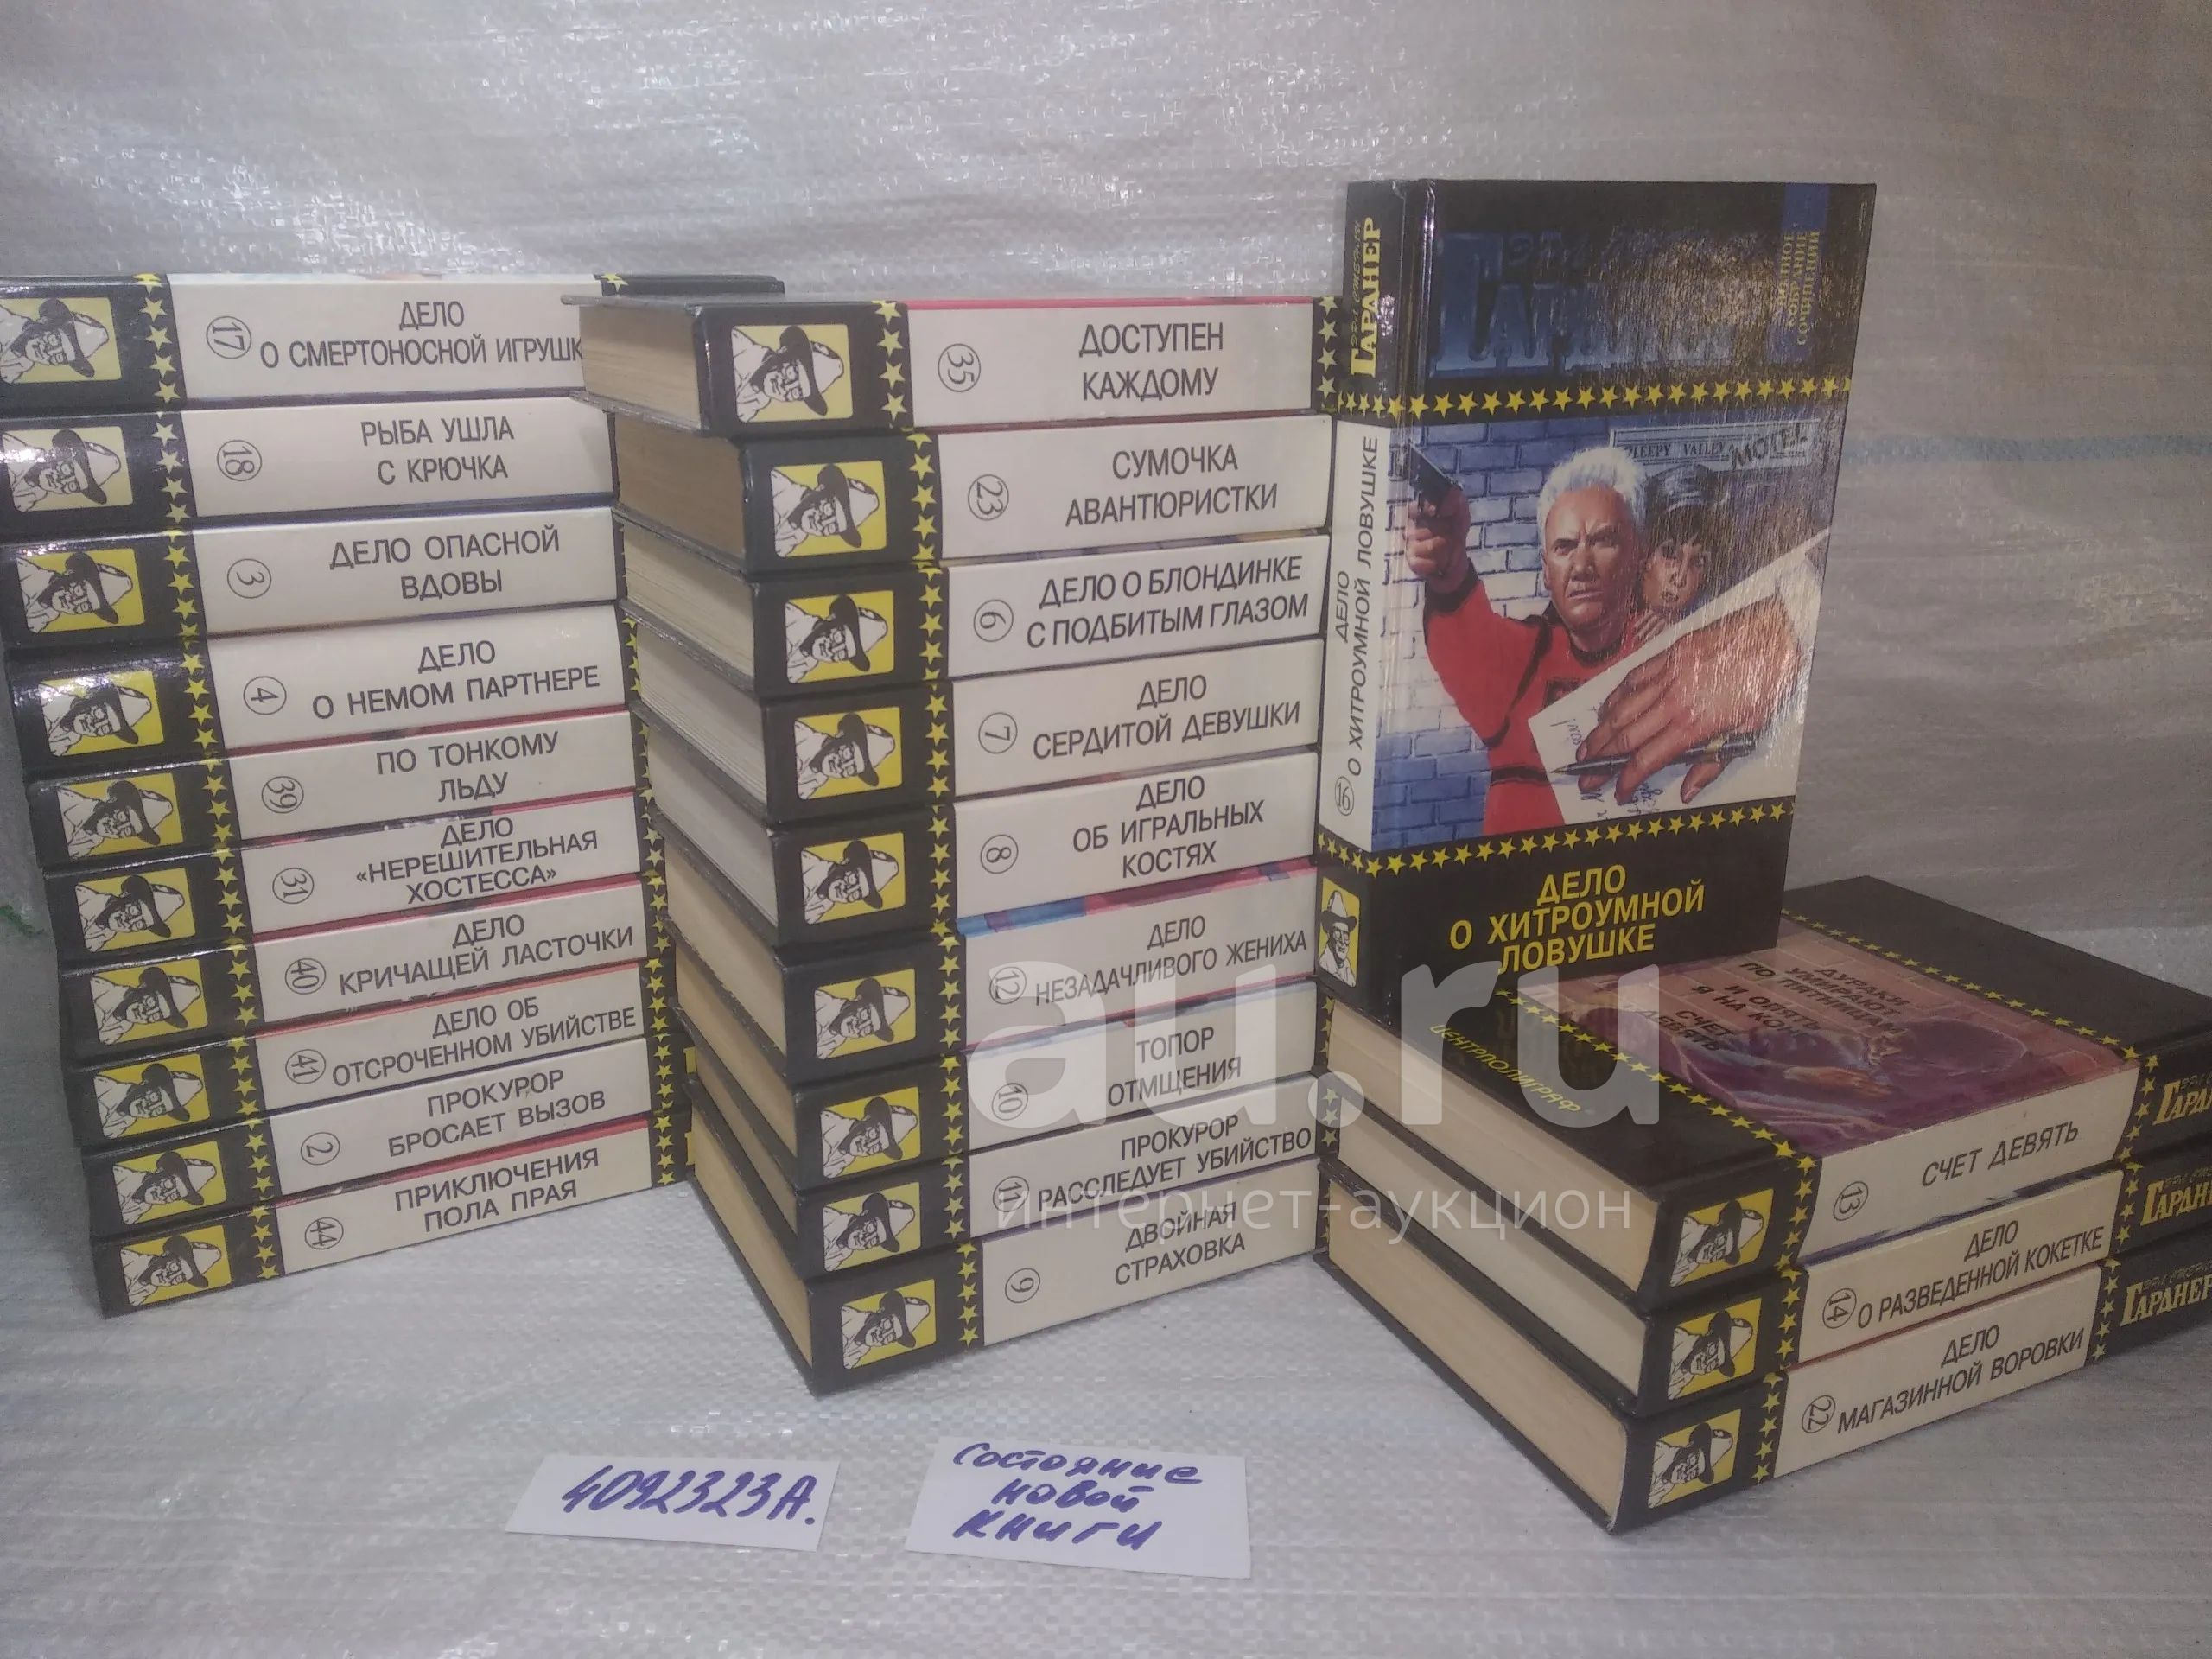 17
ДЕЛО
О СМЕРТОНОСНОЙ ИГРУШК
18
РЫБА УШЛА
С КРЮЧКА
3
ДЕЛО ОПАСНОЙ
ВДОВЫ
4
ДЕЛО
О НЕМОМ ПАРТНЕРЕ
39
ПО ТОНКОМУ
ЛЬДУ
31
ДЕЛО
«НЕРЕШИТЕЛЬНАЯ
ХОСТЕССА»
40
ДЕЛО
КРИЧАЩЕЙ ЛАСТОЧКИ
41
ДЕЛО ОБ
ОТСРОЧЕННОМ УБИЙСТВЕ
2
ПРОКУРОР
БРОСАЕТ ВЫЗОВ
44
ПРИКЛЮЧЕНИЯ
ПОЛА ПРАЯ
35
ДОСТУПЕН
КАЖДОМУ
23
СУМОЧКА
АВАНТЮРИСТКИ
6
ДЕЛО О БЛОНДИНКЕ
С ПОДБИТЫМ ГЛАЗОМ
7
ДЕЛО
СЕРДИТОЙ ДЕВУШКИ
8
ДЕЛО
ОБ ИГРАЛЬНЫХ
КОСТЯХ
12
ДЕЛО
НЕЗАДАЧЛИВОГО ЖЕНИХА
10
ТОПОР
ОТМЩЕНИЯ
11
ПРОКУРОР
РАССЛЕДУЕТ УБИЙСТВО
9
ДВОЙНАЯ
СТРАХОВКА
ГАРДНЕР
16
ДЕЛО
О ХИТРОУМНОЙ ЛОВУШКЕ
ГАРДНЕР
ПОЛНОЕ
СОБРАНИЕ
СОЧИНЕНИЙ
SLEEPY VALLEY MOTEL
ДЕЛО
О ХИТРОУМНОЙ
ЛОВУШКЕ
ДУРАКИ
УМИРАЮТ
ПО ПЯТНИЦАМ
И ОПЯТЬ
Я НА КОНЕ
СЧЕТ
ДЕВЯТЬ
ЦЕНТРПОЛИГРАФ
13
СЧЕТ ДЕВЯТЬ
ГАРДН
14
ДЕЛО
О РАЗВЕДЕННОЙ КОКЕТКЕ
ГАРДНЕР
22
ДЕЛО
МАГАЗИННОЙ ВОРОВКИ
ГАРДНЕР
au.ru
интернет-аукцион
4092323А.
Состояние
новой
книги